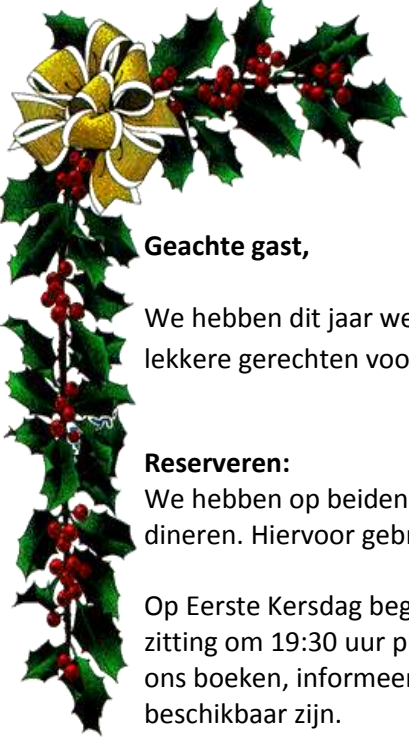 Geachte gast,
We hebben dit jaar we
lekkere gerechten voo
Reserveren:
We hebben op beiden
dineren. Hiervoor gebr
Op Eerste Kersdag beg
zitting om 19:30 uur p
ons boeken, informeer
beschikbaar zijn.